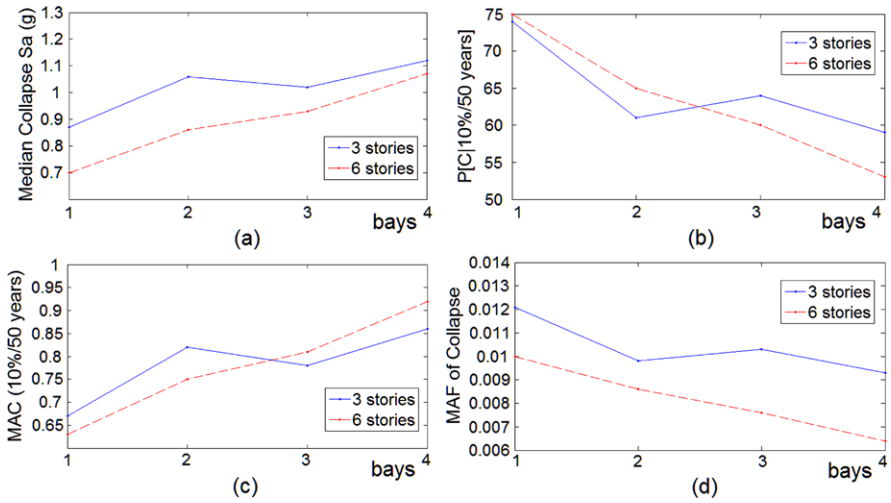 Median Collapse Sa (g)
1.3
1.2
1.1
1
0.9
0.8
0.7
3 stories
6 stories
1 2 3 4
bays
(a)
P[C|10%/50 years]
75
70
65
60
55
50
3 stories
6 stories
1 2 3 4
bays
(b)
MAC (10%/50 years)
1
0.95
0.9
0.85
0.8
0.75
0.7
0.65
3 stories
6 stories
1 2 3 4
bays
(c)
MAF of Collapse
0.014
0.013
0.012
0.011
0.01
0.009
0.008
0.007
0.006
3 stories
6 stories
1 2 3 4
bays
(d)